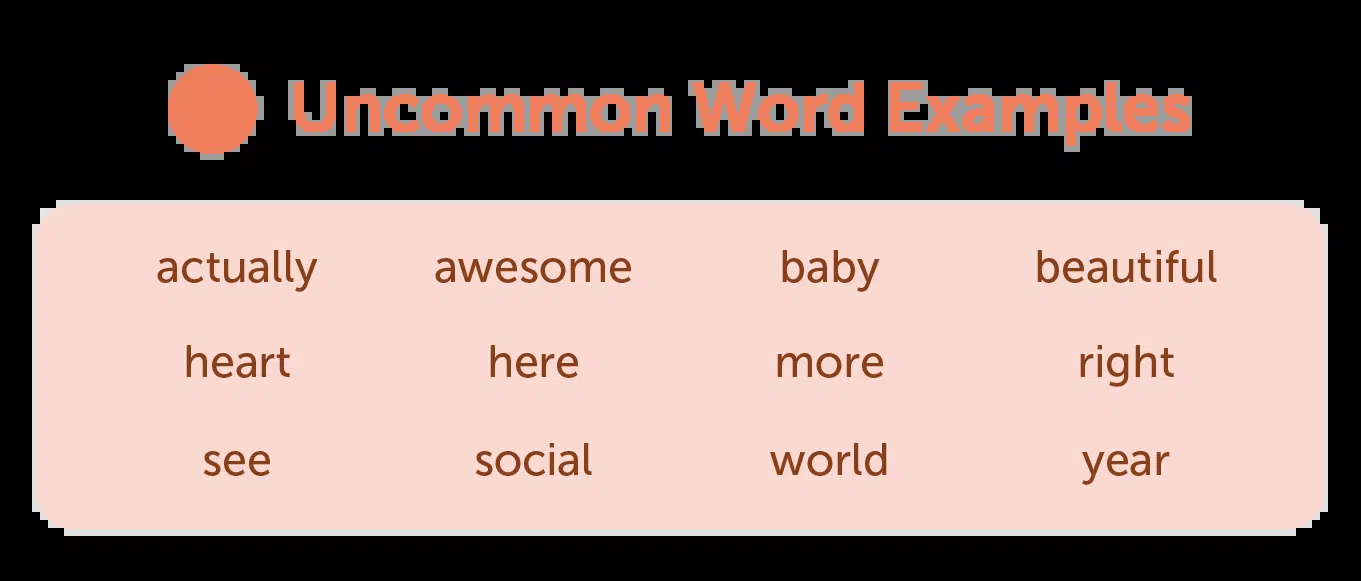 Uncommon Word Examples
actually awesome baby beautiful
heart here more right
see social world year